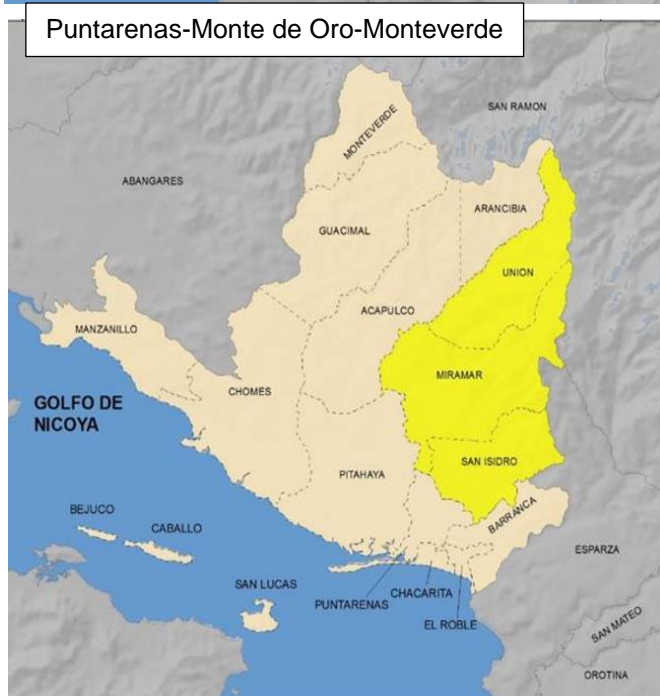 Puntarenas-Monte de Oro-Monteverde
MONTEVERDE
SAN RAMON
ABANGARES
ARANCIBIA
GUACIMAL
UNION
ACAPULCO
MANZANILLO
MIRAMAR
CHOMES
GOLFO DE
NICOYA
SAN ISIDRO
PITAHAYA
BEJUCO
BARRANCA
CABALLO
ESPARZA
SAN LUCAS
CHACARITA
PUNTARENAS
EL ROBLE
SAN MATEO
OROTINA